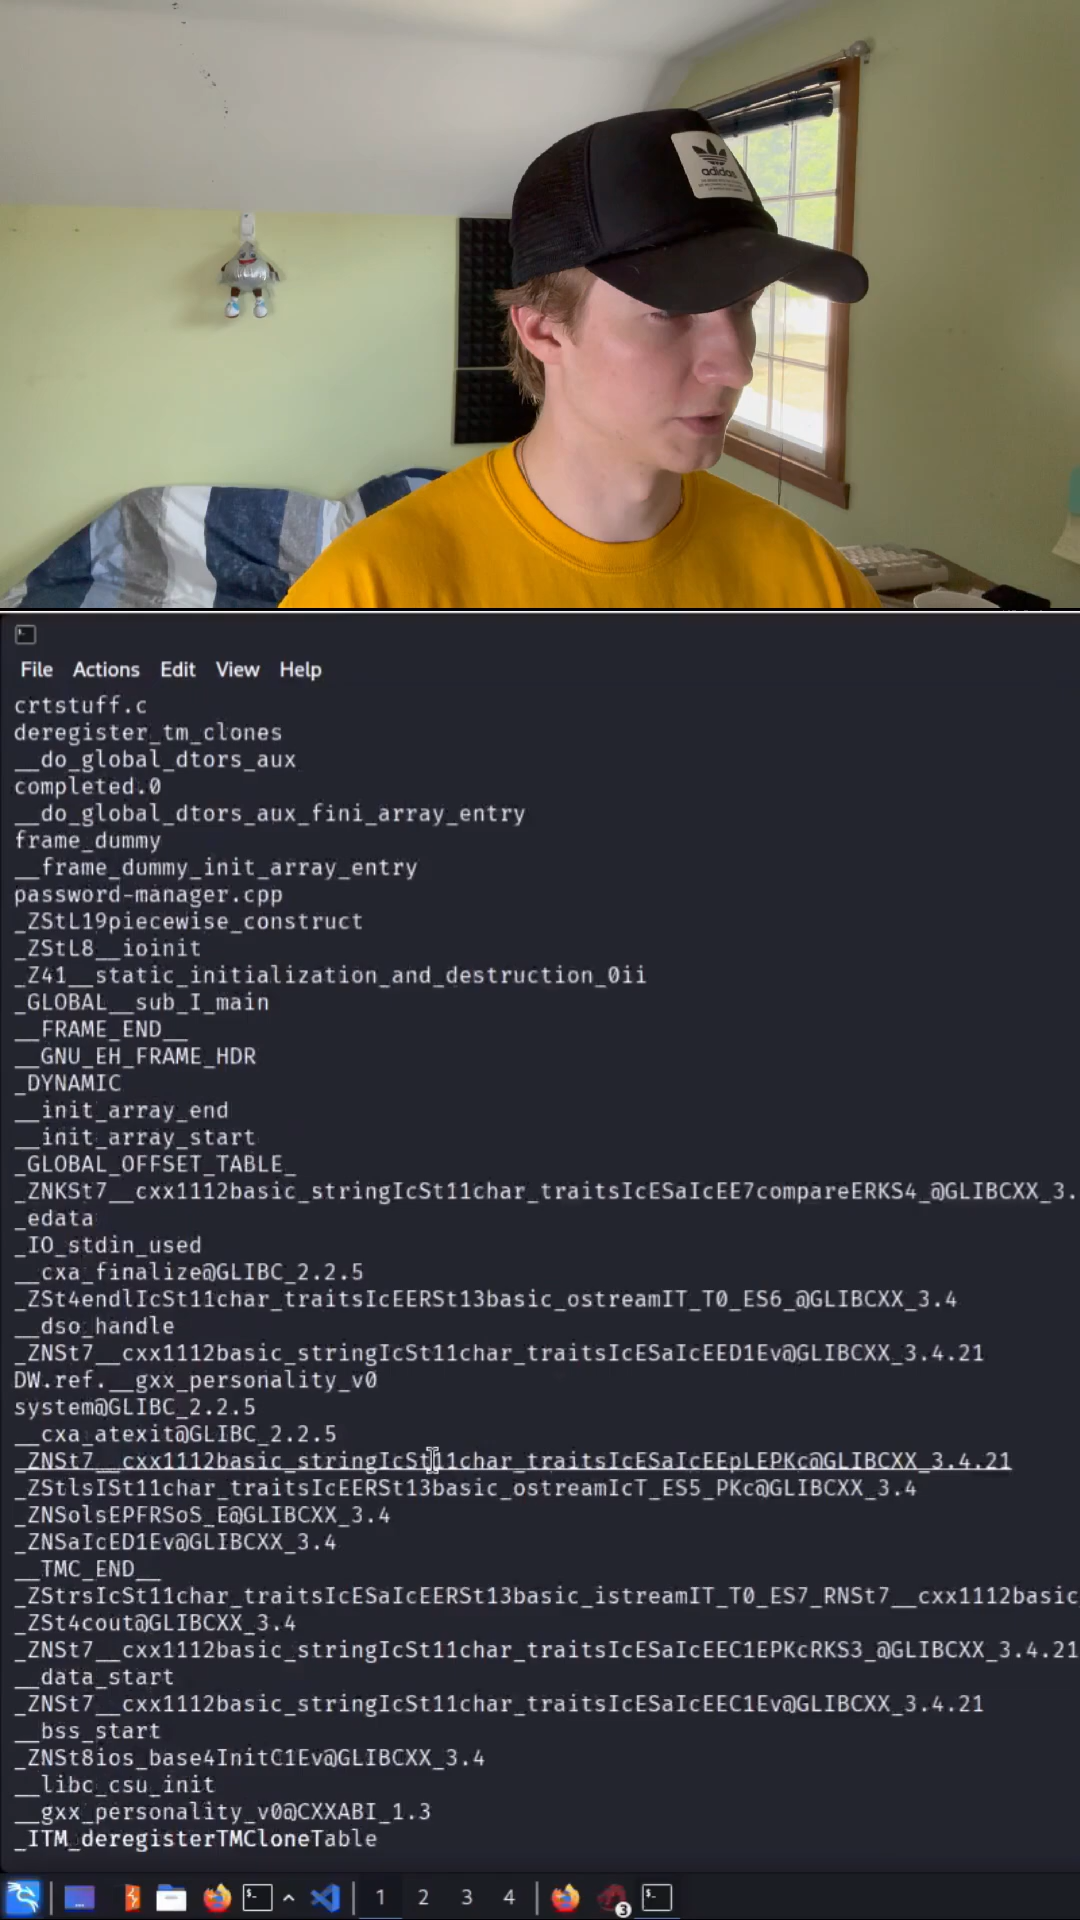 adidas
File Actions Edit View Help
crtstuff.c
deregister_tm_clones
__do_global_dtors_aux
completed.0
__do_global_dtors_aux_fini_array_entry
frame_dummy
__frame_dummy_init_array_entry
password-manager.cpp
_ZStL19piecewise_construct
_ZStL8__ioinit
_Z41__static_initialization_and_destruction_0ii
_GLOBAL__sub_I_main
__FRAME_END__
__GNU_EH_FRAME_HDR
_DYNAMIC
__init_array_end
__init_array_start
_GLOBAL_OFFSET_TABLE_
_ZNKSt7__cxx1112basic_stringIcSt11char_traitsIcESaIcEE7compareERKS4_@GLIBCXX_3.
_edata
_IO_stdin_used
__cxa_finalize@GLIBC_2.2.5
_ZSt4endlIcSt11char_traitsIcEERSt13basic_ostreamIT_T0_ES6_@GLIBCXX_3.4
__dso_handle
_ZNSt7__cxx1112basic_stringIcSt11char_traitsIcESaIcEED1Ev@GLIBCXX_3.4.21
DW.ref.__gxx_personality_v0
system@GLIBC_2.2.5
__cxa_atexit@GLIBC_2.2.5
_ZNSt7__cxx1112basic_stringIcSt11char_traitsIcESaIcEEpLEPKc@GLIBCXX_3.4.21
_ZStlsISt11char_traitsIcEERSt13basic_ostreamIcT_ES5_PKc@GLIBCXX_3.4
_ZNSolsEPFRSoS_E@GLIBCXX_3.4
_ZNSaIcED1Ev@GLIBCXX_3.4
__TMC_END__
_ZStrsIcSt11char_traitsIcESaIcEERSt13basic_istreamIT_T0_ES7_RNSt7__cxx1112basic
_ZSt4cout@GLIBCXX_3.4
_ZNSt7__cxx1112basic_stringIcSt11char_traitsIcESaIcEEC1EPKcRKS3_@GLIBCXX_3.4.21
__data_start
_ZNSt7__cxx1112basic_stringIcSt11char_traitsIcESaIcEEC1Ev@GLIBCXX_3.4.21
__bss_start
_ZNSt8ios_base4InitC1Ev@GLIBCXX_3.4
__libc_csu_init
__gxx_personality_v0@CXXABI_1.3
_ITM_deregisterTMCloneTable
1 2 3 4 3